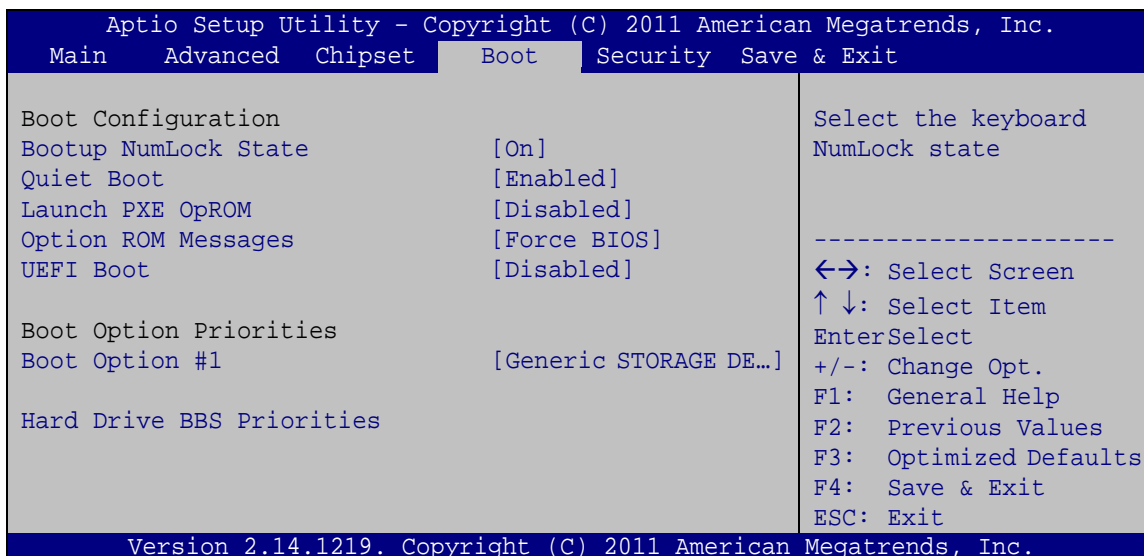 Aptio Setup Utility – Copyright (C) 2011 American Megatrends, Inc.
Main Advanced Chipset Boot Security Save & Exit
Boot Configuration
Bootup NumLock State [On]
Quiet Boot [Enabled]
Launch PXE OpROM [Disabled]
Option ROM Messages [Force BIOS]
UEFI Boot [Disabled]
Boot Option Priorities
Boot Option #1 [Generic STORAGE DE…]
Hard Drive BBS Priorities
Select the keyboard
NumLock state
---------------------
←→: Select Screen
↑ ↓: Select Item
EnterSelect
+/-: Change Opt.
F1: General Help
F2: Previous Values
F3: Optimized Defaults
F4: Save & Exit
ESC: Exit
Version 2.14.1219. Copyright (C) 2011 American Megatrends, Inc.